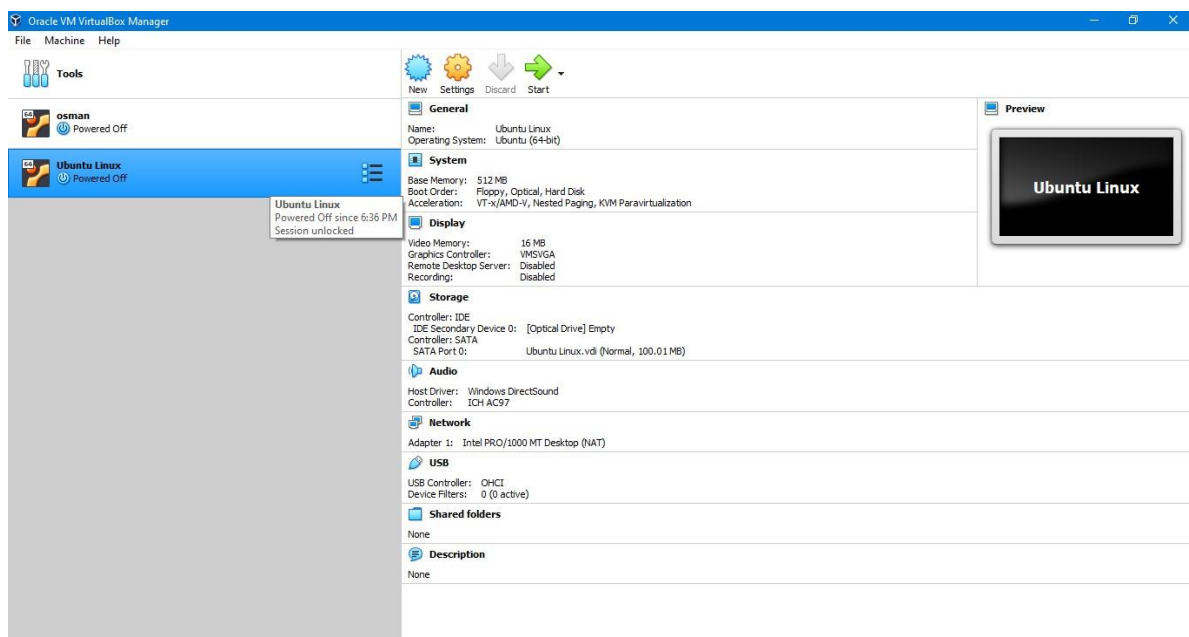 Oracle VM VirtualBox Manager
File Machine Help
Tools
New Settings Discard Start
64
osman
Powered Off
64
Ubuntu Linux
Powered Off
Ubuntu Linux
Powered Off since 6:36 PM
Session unlocked
General
Name: Ubuntu Linux
Operating System: Ubuntu (64-bit)
System
Base Memory: 512 MB
Boot Order: Floppy, Optical, Hard Disk
Acceleration: VT-x/AMD-V, Nested Paging, KVM Paravirtualization
Display
Video Memory: 16 MB
Graphics Controller: VMSVGA
Remote Desktop Server: Disabled
Recording: Disabled
Storage
Controller: IDE
IDE Secondary Device 0: [Optical Drive] Empty
Controller: SATA
SATA Port 0: Ubuntu Linux.vdi (Normal, 100.01 MB)
Audio
Host Driver: Windows DirectSound
Controller: ICH AC97
Network
Adapter 1: Intel PRO/1000 MT Desktop (NAT)
USB
USB Controller: OHCI
Device Filters: 0 (0 active)
Shared folders
None
Description
None
Preview
Ubuntu Linux